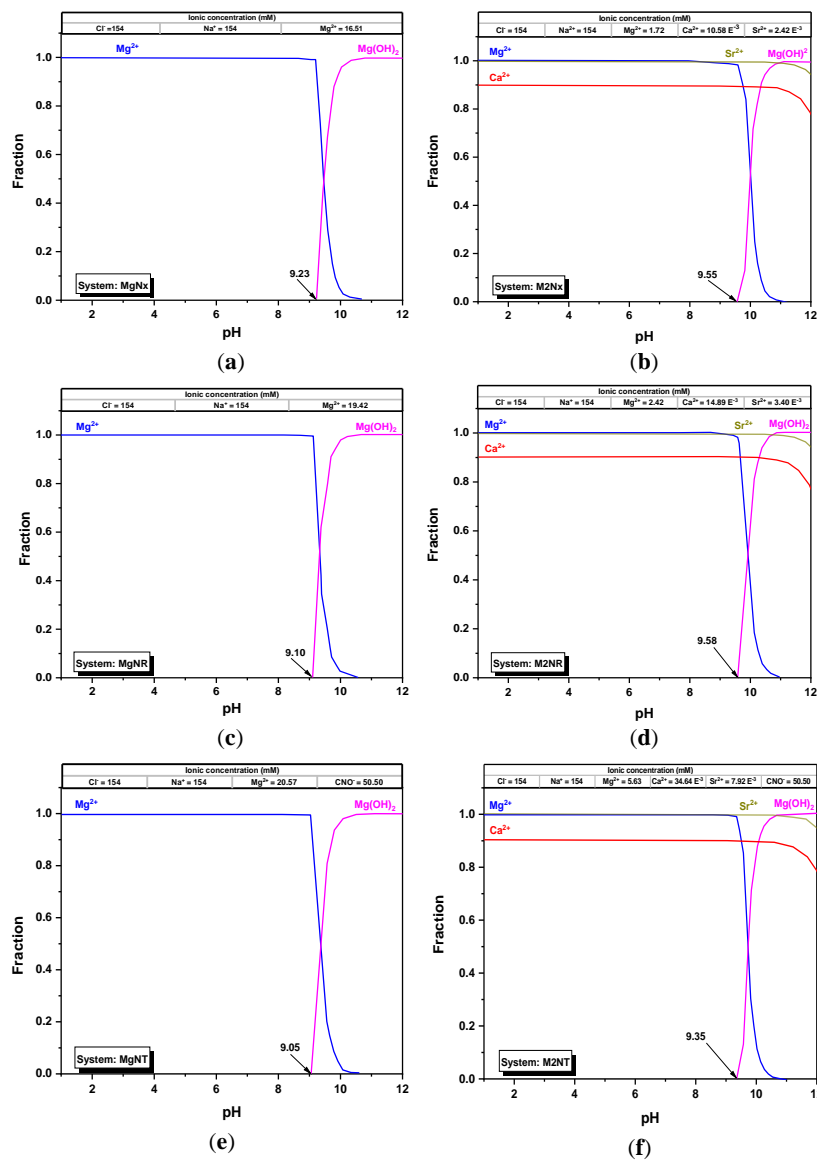 Ionic concentration (mM)
Cl⁻ =154 Na⁺ = 154 Mg²⁺ = 16.51
Mg²⁺ Mg(OH)₂
1.0
0.8
0.6
0.4
0.2
0.0
Fraction
9.23
System: MgNx
2 4 6 8 10 12
pH
(a)
Ionic concentration (mM)
Cl⁻ = 154 Na²⁺ = 154 Mg²⁺ = 1.72 Ca²⁺ = 10.58 E⁻³ Sr²⁺ = 2.42 E⁻³
Mg²⁺ Sr²⁺ Mg(OH)²
Ca²⁺
1.0
0.8
0.6
0.4
0.2
0.0
Fraction
9.55
System: M2Nx
2 4 6 8 10 12
pH
(b)
Ionic concentration (mM)
Cl⁻ = 154 Na⁺ = 154 Mg²⁺ = 19.42
Mg²⁺ Mg(OH)₂
1.0
0.8
0.6
0.4
0.2
0.0
Fraction
9.10
System: MgNR
2 4 6 8 10 12
pH
(c)
Ionic concentration (mM)
Cl⁻ = 154 Na⁺ = 154 Mg²⁺ = 2.42 Ca²⁺ = 14.89 E⁻³ Sr²⁺ = 3.40 E⁻³
Mg²⁺ Sr²⁺ Mg(OH)₂
Ca²⁺
1.0
0.8
0.6
0.4
0.2
0.0
Fraction
9.58
System: M2NR
2 4 6 8 10 12
pH
(d)
Ionic concentration (mM)
Cl⁻ = 154 Na⁺ = 154 Mg²⁺ = 20.57 CNO⁻ = 50.50
Mg²⁺ Mg(OH)₂
1.0
0.8
0.6
0.4
0.2
0.0
Fraction
9.05
System: MgNT
2 4 6 8 10 12
pH
(e)
Ionic concentration (mM)
Cl⁻ = 154 Na⁺ = 154 Mg²⁺ = 5.63 Ca²⁺ = 34.64 E⁻³ Sr²⁺ = 7.92 E⁻³ CNO⁻ = 50.50
Mg²⁺ Sr²⁺ Mg(OH)₂
Ca²⁺
1.0
0.8
0.6
0.4
0.2
0.0
Fraction
9.35
System: M2NT
2 4 6 8 10
pH
(f)